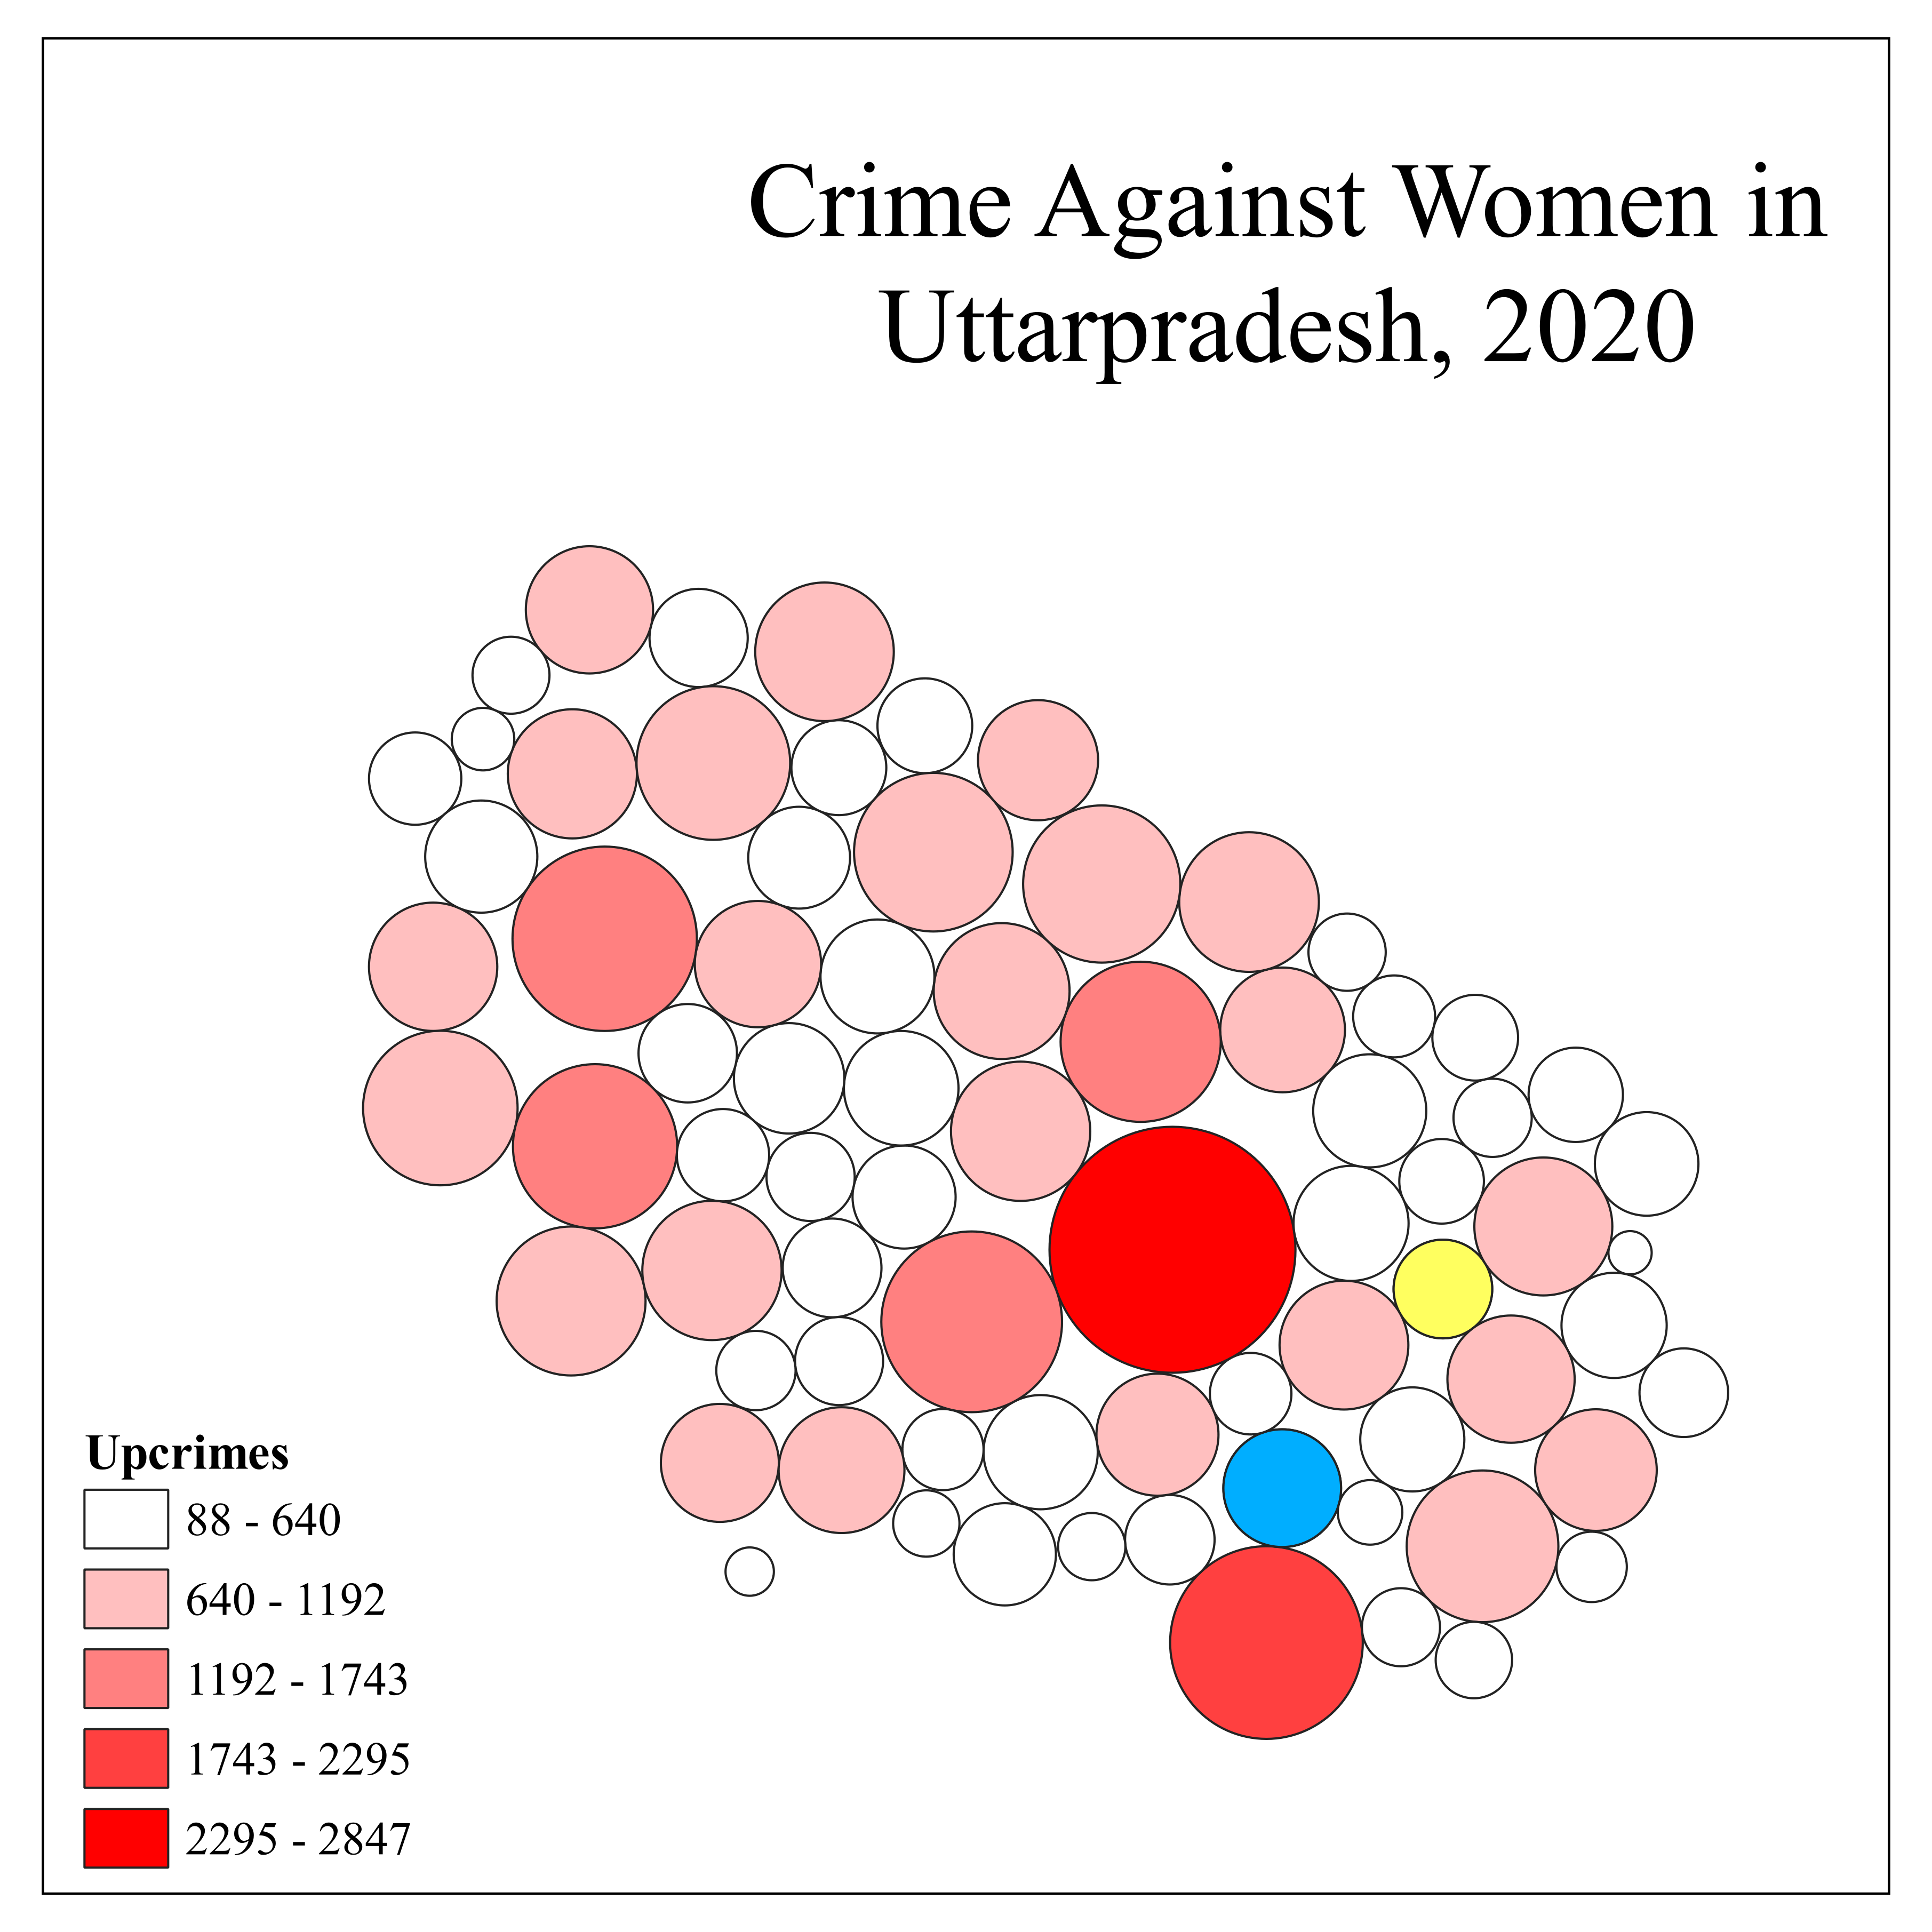 Crime Against Women in
Uttarpradesh, 2020
Upcrimes
88 - 640
640 - 1192
1192 - 1743
1743 - 2295
2295 - 2847